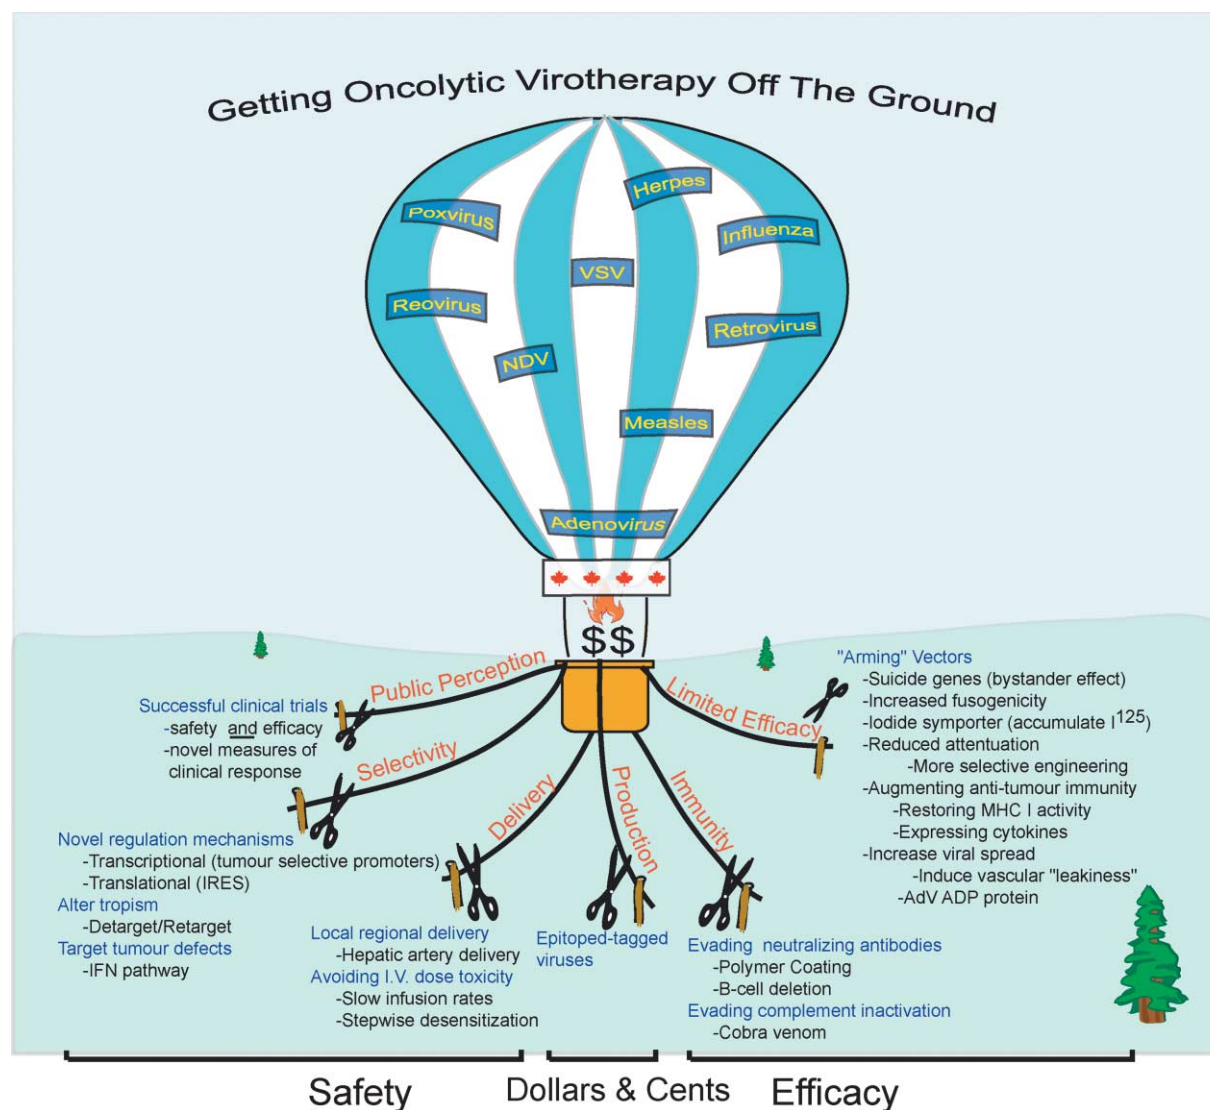 Getting Oncolytic Virotherapy Off The Ground
Herpes
Poxvirus
Influenza
VSV
Reovirus
Retrovirus
NDV
Measles
Adenovirus
$$
Public Perception
Selectivity
Delivery
Production
Immunity
Limited Efficacy
Successful clinical trials
-safety and efficacy
-novel measures of
clinical response
Novel regulation mechanisms
-Transcriptional (tumour selective promoters)
-Translational (IRES)
Alter tropism
-Detarget/Retarget
Target tumour defects
-IFN pathway
Local regional delivery
-Hepatic artery delivery
Avoiding I.V. dose toxicity
-Slow infusion rates
-Stepwise desensitization
Epitoped-tagged
viruses
Evading neutralizing antibodies
-Polymer Coating
-B-cell deletion
Evading complement inactivation
-Cobra venom
"Arming" Vectors
-Suicide genes (bystander effect)
-Increased fusogenicity
-Iodide symporter (accumulate I125)
-Reduced attentuation
-More selective engineering
-Augmenting anti-tumour immunity
-Restoring MHC I activity
-Expressing cytokines
-Increase viral spread
-Induce vascular "leakiness"
-AdV ADP protein
Safety
Dollars & Cents
Efficacy